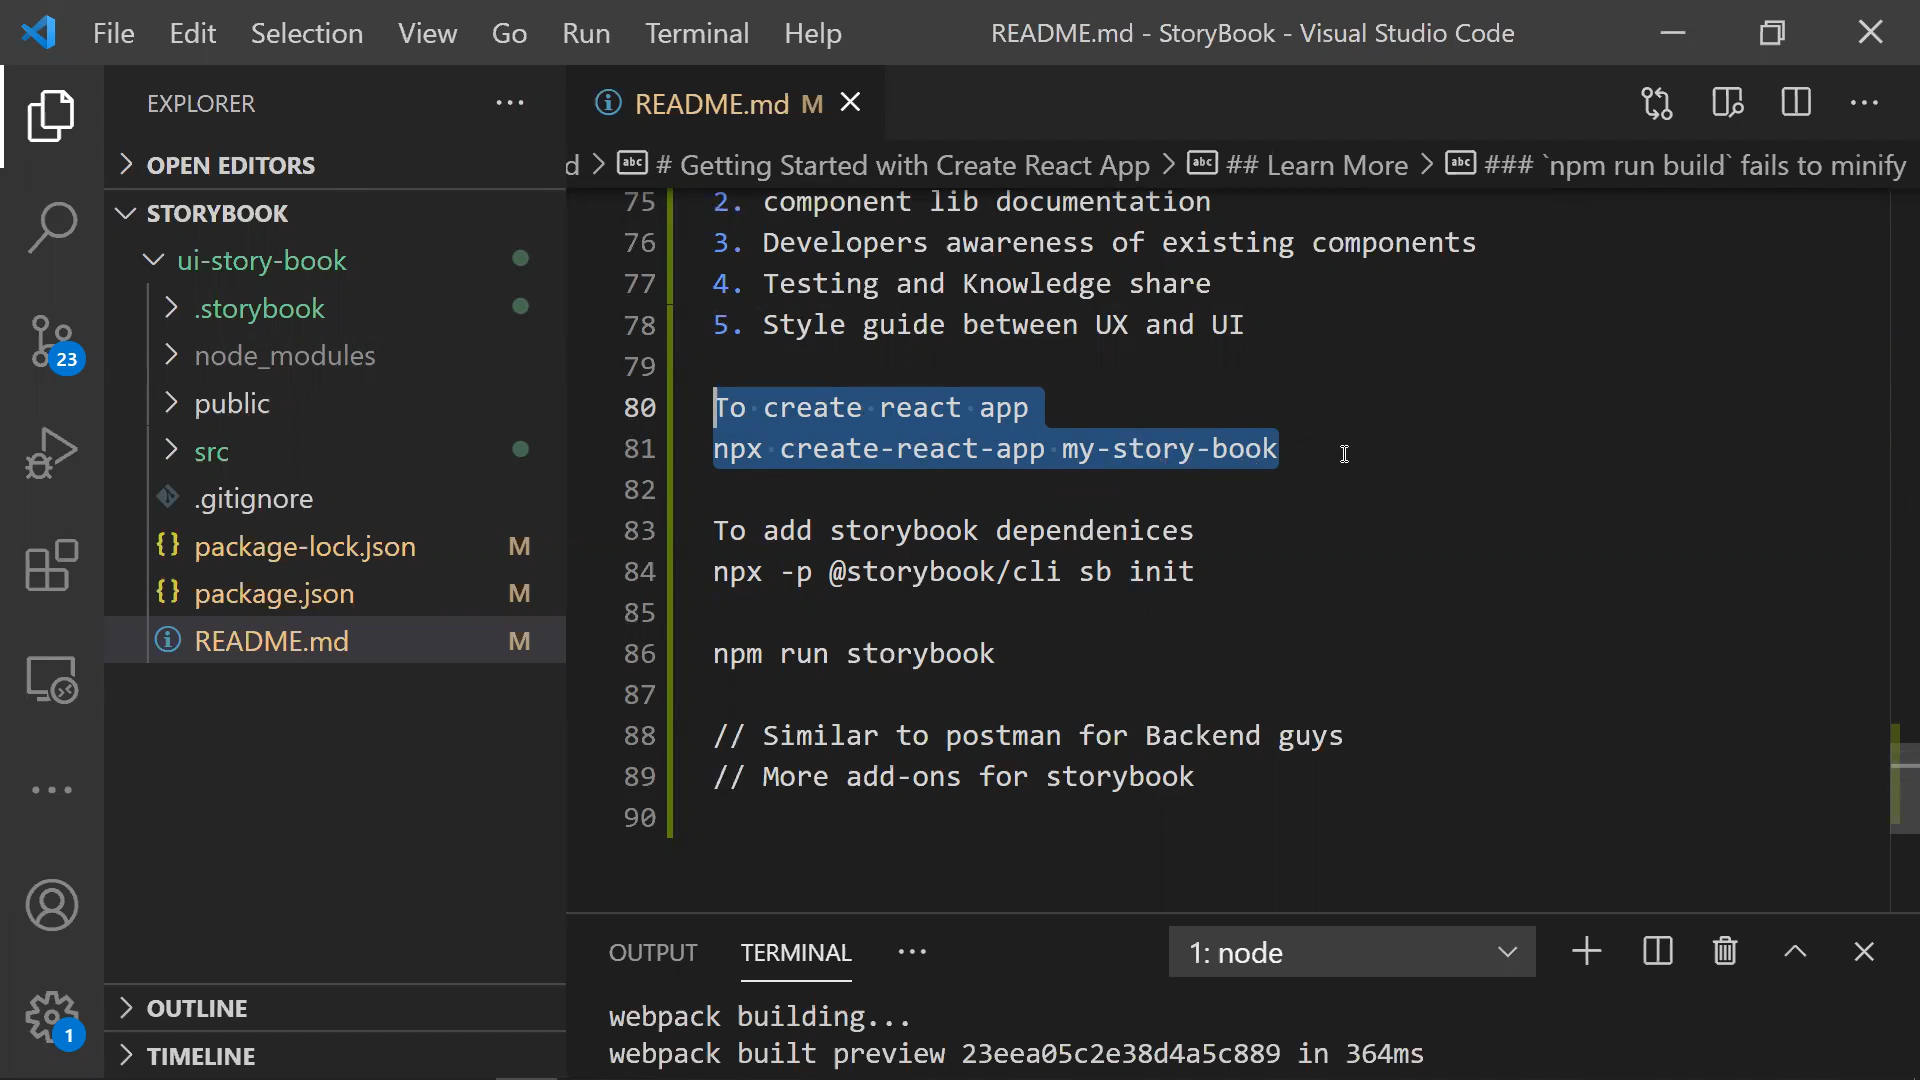 File Edit Selection View Go Run Terminal Help README.md - StoryBook - Visual Studio Code
EXPLORER ...
README.md M
OPEN EDITORS
d > # Getting Started with Create React App > ## Learn More > ### `npm run build` fails to minify
STORYBOOK
ui-story-book
.storybook
node_modules
public
src
.gitignore
package-lock.json M
package.json M
README.md M
OUTLINE
TIMELINE
23
1
75 2. component lib documentation
76 3. Developers awareness of existing components
77 4. Testing and Knowledge share
78 5. Style guide between UX and UI
79
80 To create react app
81 npx create-react-app my-story-book
82
83 To add storybook dependenices
84 npx -p @storybook/cli sb init
85
86 npm run storybook
87
88 // Similar to postman for Backend guys
89 // More add-ons for storybook
90
OUTPUT TERMINAL ... 1: node
webpack building...
webpack built preview 23eea05c2e38d4a5c889 in 364ms